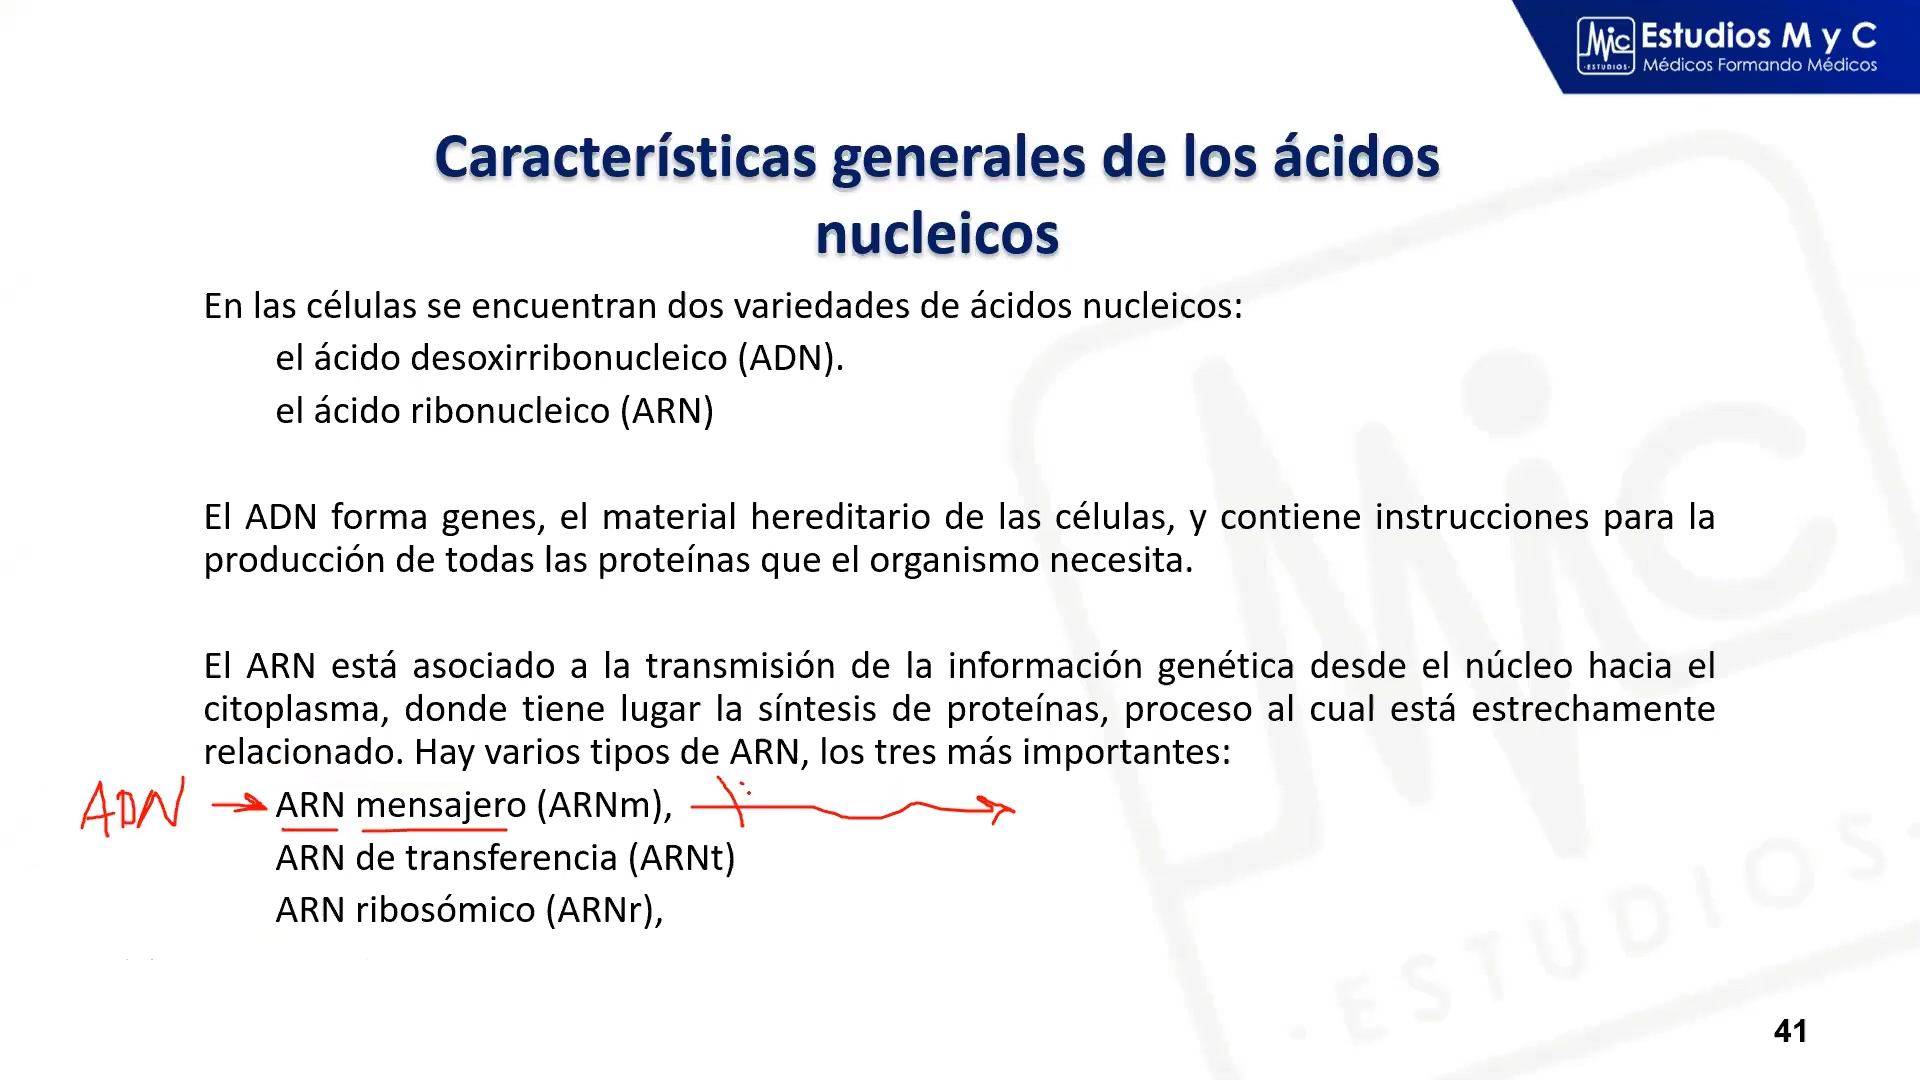 Mic Estudios M y C
·ESTUDIOS· Médicos Formando Médicos
Características generales de los ácidos
nucleicos
En las células se encuentran dos variedades de ácidos nucleicos:
el ácido desoxirribonucleico (ADN).
el ácido ribonucleico (ARN)
El ADN forma genes, el material hereditario de las células, y contiene instrucciones para la
producción de todas las proteínas que el organismo necesita.
El ARN está asociado a la transmisión de la información genética desde el núcleo hacia el
citoplasma, donde tiene lugar la síntesis de proteínas, proceso al cual está estrechamente
relacionado. Hay varios tipos de ARN, los tres más importantes:
ADN → ARN mensajero (ARNm),
ARN de transferencia (ARNt)
ARN ribosómico (ARNr),
Mic
·ESTUDIOS·
41